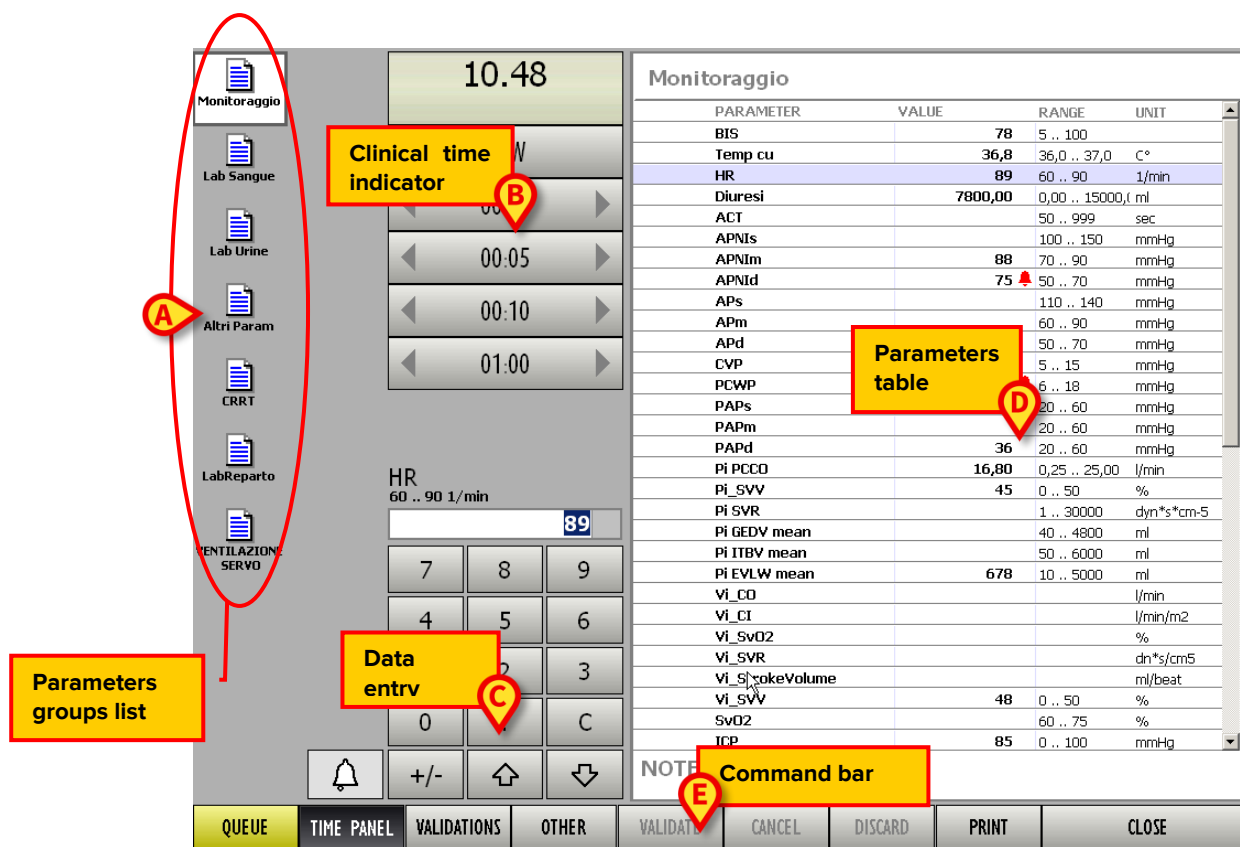 Monitoraggio
Lab Sangue
Lab Urine
A
Altri Param
CRRT
LabReparto
VENTILAZIONE
SERVO
Parameters
groups list
10.48
Clinical time
indicator
B
00:05
00:10
01:00
HR
60 .. 90 1/min
89
7 8 9
4 5 6
3
0 C
+/-
Data
entry
C
Monitoraggio
PARAMETER VALUE RANGE UNIT
BIS 78 5 .. 100
Temp cu 36,8 36,0 .. 37,0 C°
HR 89 60 .. 90 1/min
Diuresi 7800,00 0,00 .. 15000,( ml
ACT 50 .. 999 sec
APNIs 100 .. 150 mmHg
APNIm 88 70 .. 90 mmHg
APNId 75 50 .. 70 mmHg
APs 110 .. 140 mmHg
APm 60 .. 90 mmHg
APd 50 .. 70 mmHg
CVP 5 .. 15 mmHg
PCWP 6 .. 18 mmHg
PAPs 20 .. 60 mmHg
PAPm 20 .. 60 mmHg
PAPd 36 20 .. 60 mmHg
Pi PCCO 16,80 0,25 .. 25,00 l/min
Pi_SVV 45 0 .. 50 %
Pi SVR 1 .. 30000 dyn*s*cm-5
Pi GEDV mean 40 .. 4800 ml
Pi ITBV mean 50 .. 6000 ml
Pi EVLW mean 678 10 .. 5000 ml
Vi_CO l/min
Vi_CI l/min/m2
Vi_SvO2 %
Vi_SVR dn*s/cm5
Vi_StrokeVolume ml/beat
Vi_SVV 48 0 .. 50 %
SvO2 60 .. 75 %
ICP 85 0 .. 100 mmHg
Parameters
table
D
NOTE
Command bar
E
QUEUE TIME PANEL VALIDATIONS OTHER VALIDATE CANCEL DISCARD PRINT CLOSE